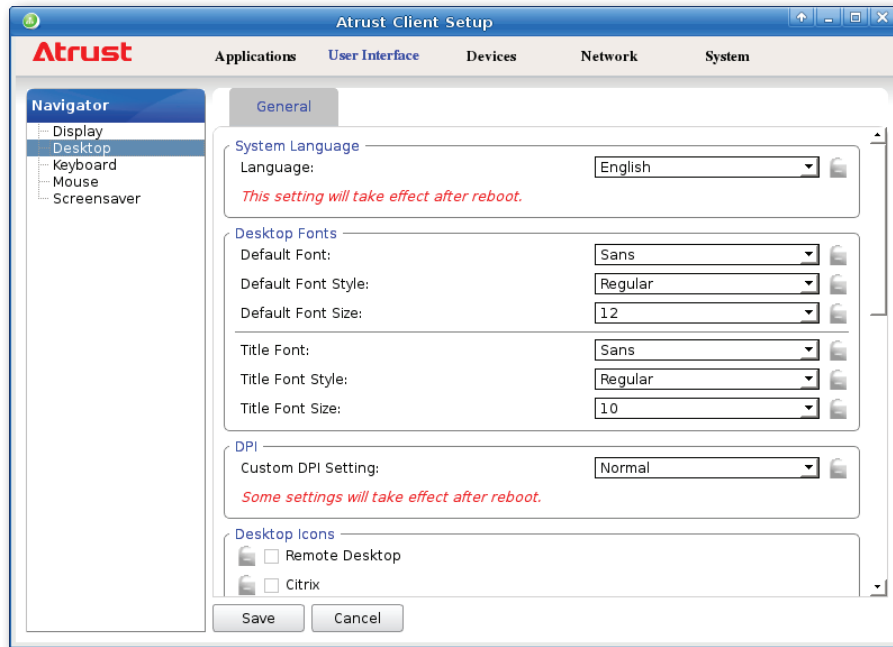 Atrust Client Setup
Atrust Applications User Interface Devices Network System
Navigator
Display
Desktop
Keyboard
Mouse
Screensaver
General
System Language
Language: English
This setting will take effect after reboot.
Desktop Fonts
Default Font: Sans
Default Font Style: Regular
Default Font Size: 12
Title Font: Sans
Title Font Style: Regular
Title Font Size: 10
DPI
Custom DPI Setting: Normal
Some settings will take effect after reboot.
Desktop Icons
Remote Desktop
Citrix
Save Cancel